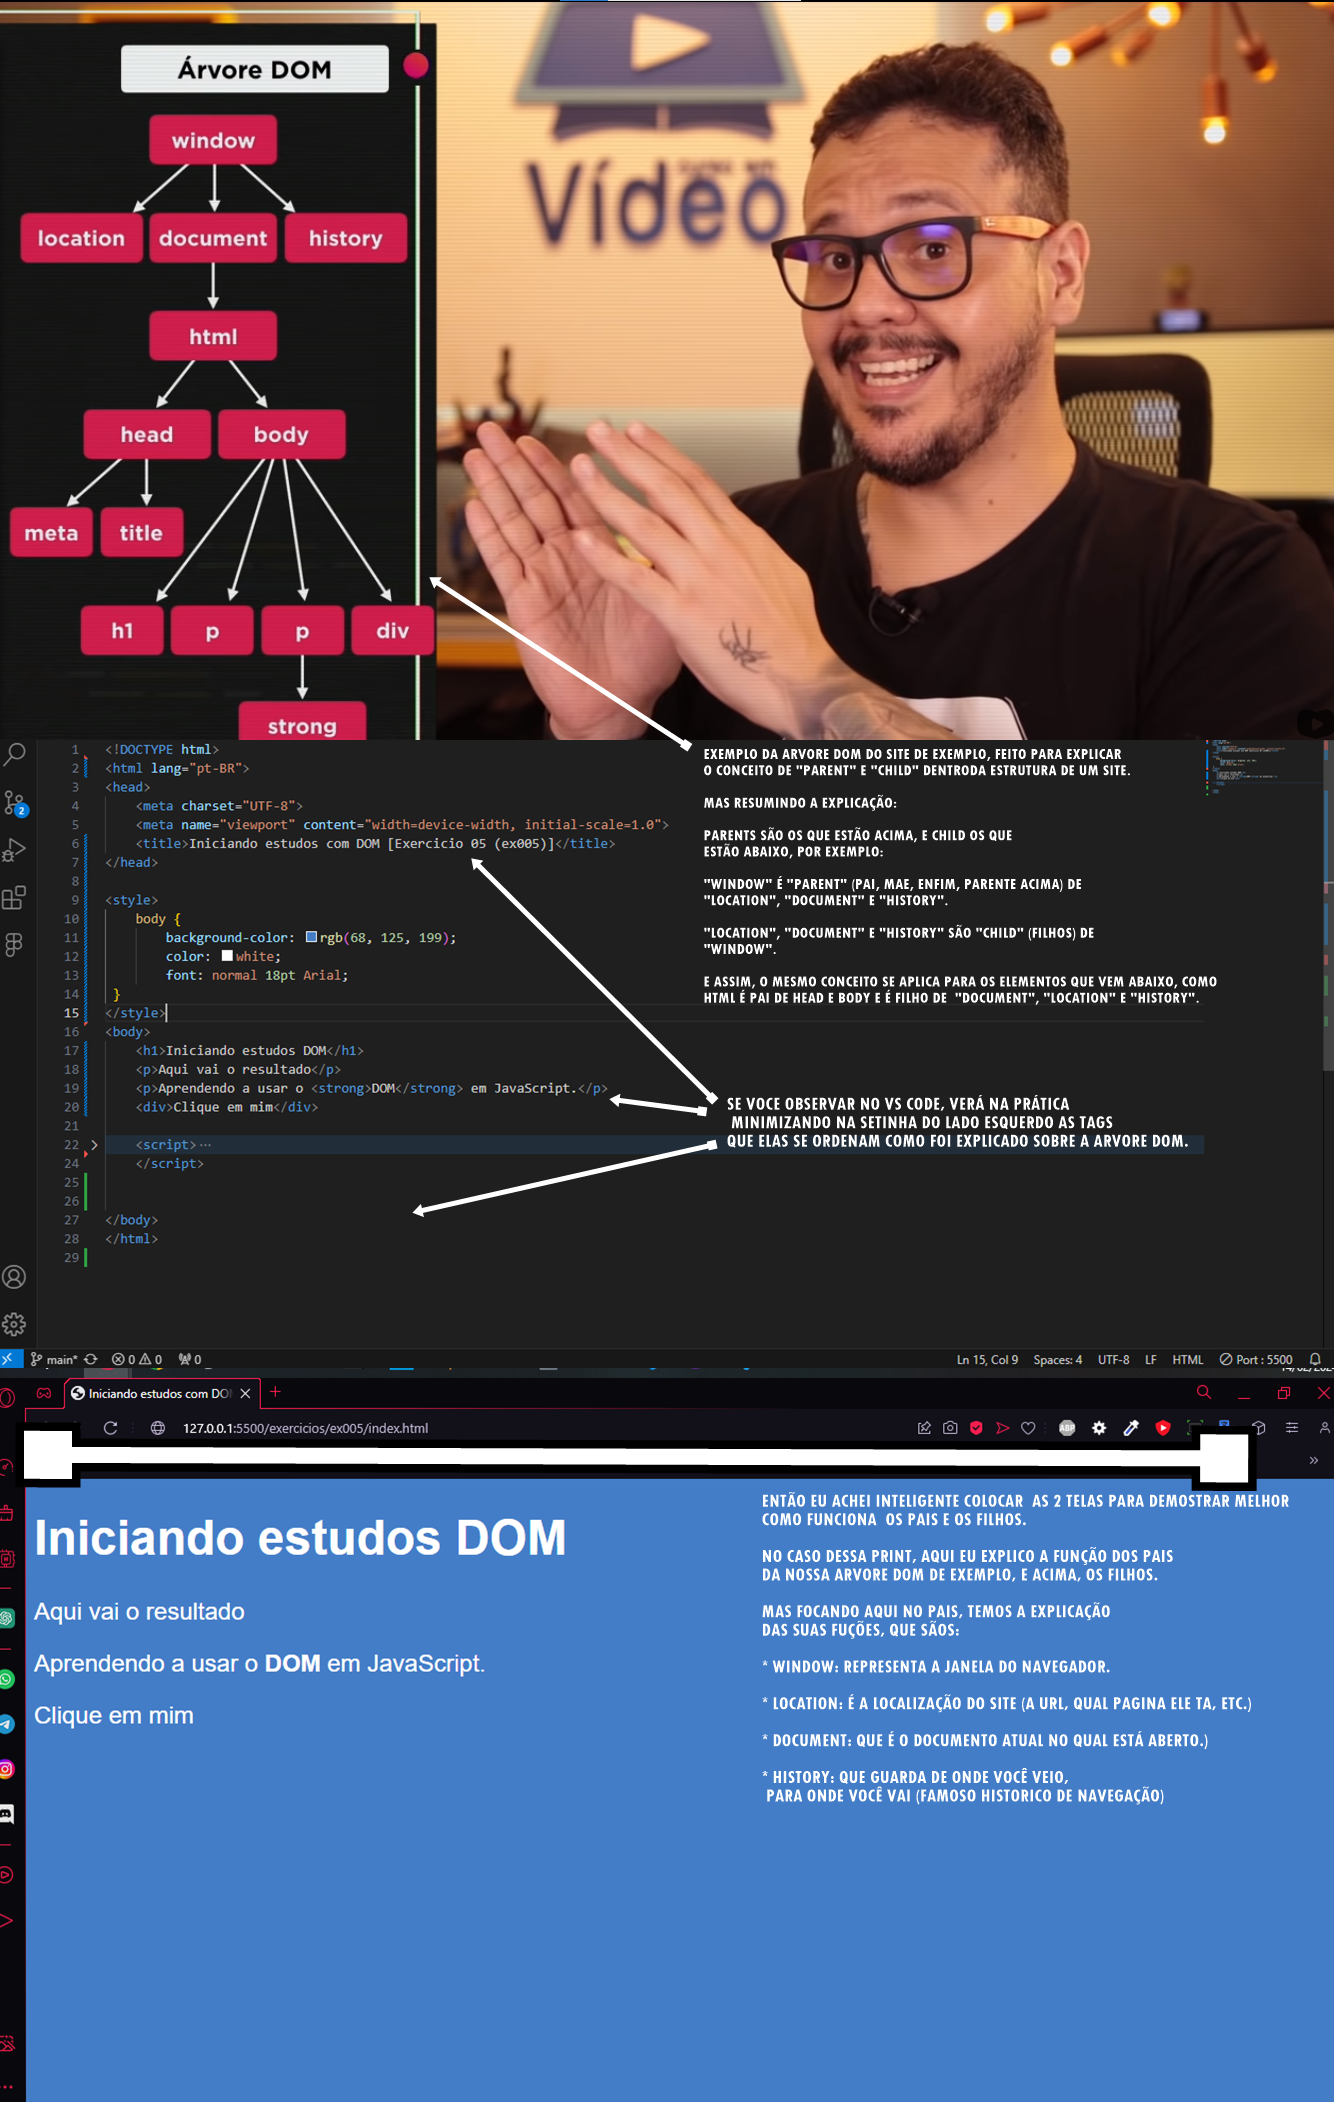 Árvore DOM
window
location document history
html
head body
meta title
h1 p p div
strong
Vídeo
EXEMPLO DA ARVORE DOM DO SITE DE EXEMPLO, FEITO PARA EXPLICAR
O CONCEITO DE "PARENT" E "CHILD" DENTRODA ESTRUTURA DE UM SITE.
MAS RESUMINDO A EXPLICAÇÃO:
PARENTS SÃO OS QUE ESTÃO ACIMA, E CHILD OS QUE
ESTÃO ABAIXO, POR EXEMPLO:
"WINDOW" É "PARENT" (PAI, MAE, ENFIM, PARENTE ACIMA) DE
"LOCATION", "DOCUMENT" E "HISTORY".
"LOCATION", "DOCUMENT" E "HISTORY" SÃO "CHILD" (FILHOS) DE
"WINDOW".
E ASSIM, O MESMO CONCEITO SE APLICA PARA OS ELEMENTOS QUE VEM ABAIXO, COMO
HTML É PAI DE HEAD E BODY E É FILHO DE "DOCUMENT", "LOCATION" E "HISTORY".
2
1 <!DOCTYPE html>
2 <html lang="pt-BR">
3 <head>
4 <meta charset="UTF-8">
5 <meta name="viewport" content="width=device-width, initial-scale=1.0">
6 <title>Iniciando estudos com DOM [Exercicio 05 (ex005)]</title>
7 </head>
8
9 <style>
10 body {
11 background-color: rgb(68, 125, 199);
12 color: white;
13 font: normal 18pt Arial;
14 }
15 </style>
16 <body>
17 <h1>Iniciando estudos DOM</h1>
18 <p>Aqui vai o resultado</p>
19 <p>Aprendendo a usar o <strong>DOM</strong> em JavaScript.</p>
20 <div>Clique em mim</div>
21
22 <script>…
24 </script>
25
26
27 </body>
28 </html>
29
SE VOCE OBSERVAR NO VS CODE, VERÁ NA PRÁTICA
MINIMIZANDO NA SETINHA DO LADO ESQUERDO AS TAGS
QUE ELAS SE ORDENAM COMO FOI EXPLICADO SOBRE A ARVORE DOM.
main* 0 0 0 Ln 15, Col 9 Spaces: 4 UTF-8 LF HTML Port : 5500
Iniciando estudos com DO
127.0.0.1:5500/exercicios/ex005/index.html
ABP
Iniciando estudos DOM
Aqui vai o resultado
Aprendendo a usar o DOM em JavaScript.
Clique em mim
ENTÃO EU ACHEI INTELIGENTE COLOCAR AS 2 TELAS PARA DEMOSTRAR MELHOR
COMO FUNCIONA OS PAIS E OS FILHOS.
NO CASO DESSA PRINT, AQUI EU EXPLICO A FUNÇÃO DOS PAIS
DA NOSSA ARVORE DOM DE EXEMPLO, E ACIMA, OS FILHOS.
MAS FOCANDO AQUI NO PAIS, TEMOS A EXPLICAÇÃO
DAS SUAS FUÇÕES, QUE SÃOS:
* WINDOW: REPRESENTA A JANELA DO NAVEGADOR.
* LOCATION: É A LOCALIZAÇÃO DO SITE (A URL, QUAL PAGINA ELE TA, ETC.)
* DOCUMENT: QUE É O DOCUMENTO ATUAL NO QUAL ESTÁ ABERTO.)
* HISTORY: QUE GUARDA DE ONDE VOCÊ VEIO,
PARA ONDE VOCÊ VAI (FAMOSO HISTORICO DE NAVEGAÇÃO)